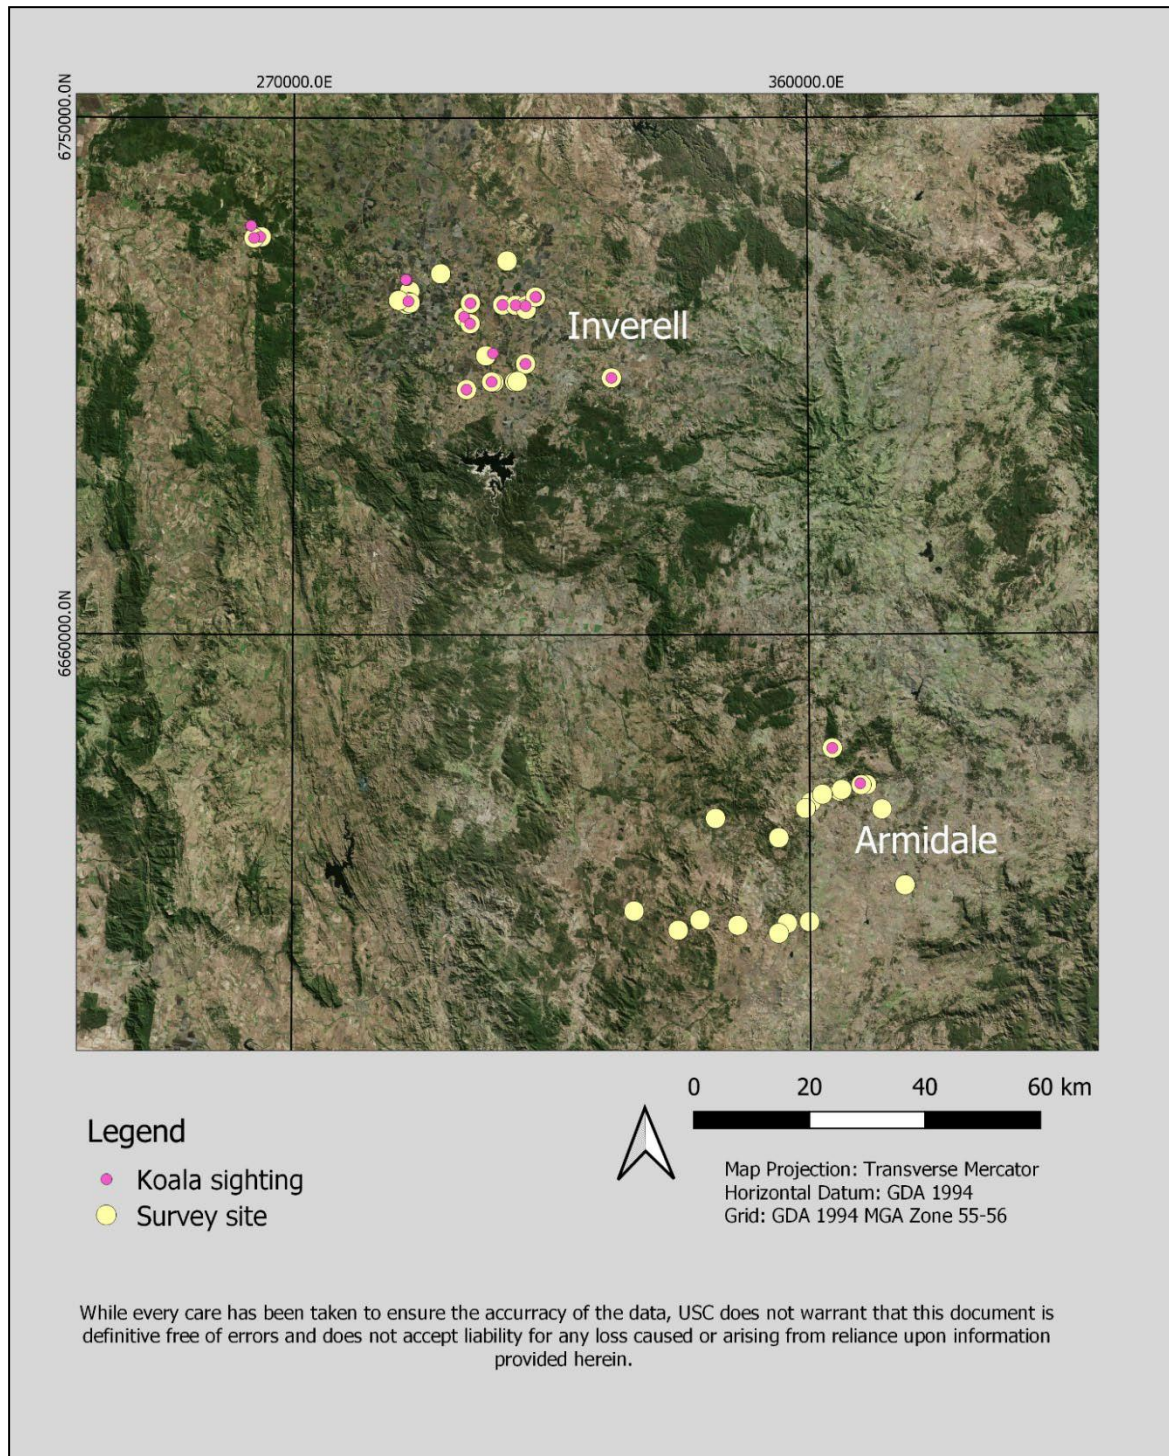 270000.0E
360000.0E
6750000.0N
Inverell
6660000.0N
Armidale
0 20 40 60 km
Legend
Koala sighting
Survey site
Map Projection: Transverse Mercator
Horizontal Datum: GDA 1994
Grid: GDA 1994 MGA Zone 55-56
While every care has been taken to ensure the accurracy of the data, USC does not warrant that this document is
definitive free of errors and does not accept liability for any loss caused or arising from reliance upon information
provided herein.